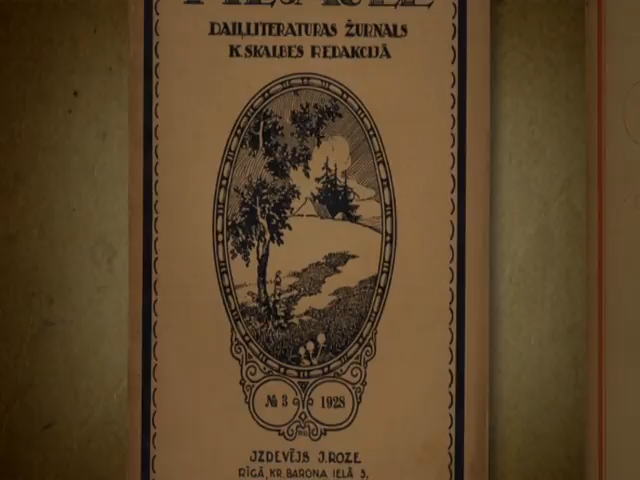 DAIĻLITERATURAS ŽURNALS
K. SKALBES REDAKCIJĀ
№ 3 1928
IZDEVĒJS J. ROZE
RĪGĀ, KR. BARONA IELĀ 5,